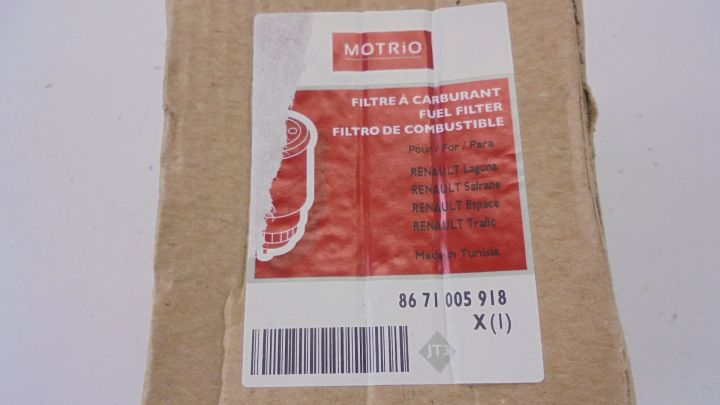 MOTRiO
FILTRE À CARBURANT
FUEL FILTER
FILTRO DE COMBUSTIBLE
Pour / For / Para
RENAULT Laguna
RENAULT Safrane
RENAULT Espace
RENAULT Trafic
Made in Tunisia
86 71 005 918
X (1)
JT3